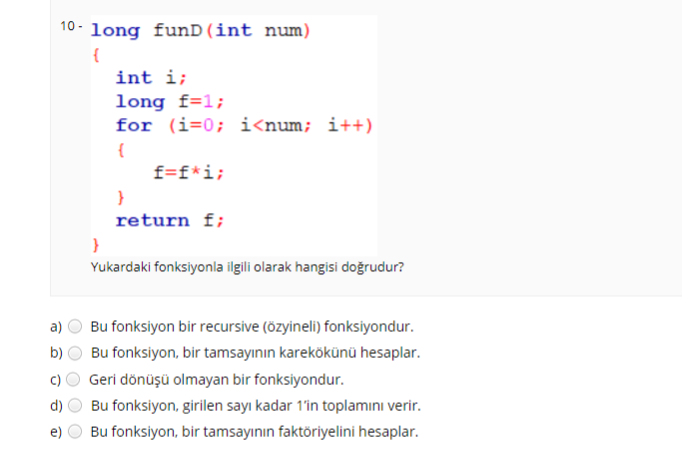 10 - long funD(int num)
{
int i;
long f=1;
for (i=0; i<num; i++)
{
f=f*i;
}
return f;
}
Yukardaki fonksiyonla ilgili olarak hangisi doğrudur?
a) Bu fonksiyon bir recursive (özyineli) fonksiyondur.
b) Bu fonksiyon, bir tamsayının karekökünü hesaplar.
c) Geri dönüşü olmayan bir fonksiyondur.
d) Bu fonksiyon, girilen sayı kadar 1'in toplamını verir.
e) Bu fonksiyon, bir tamsayının faktöriyelini hesaplar.